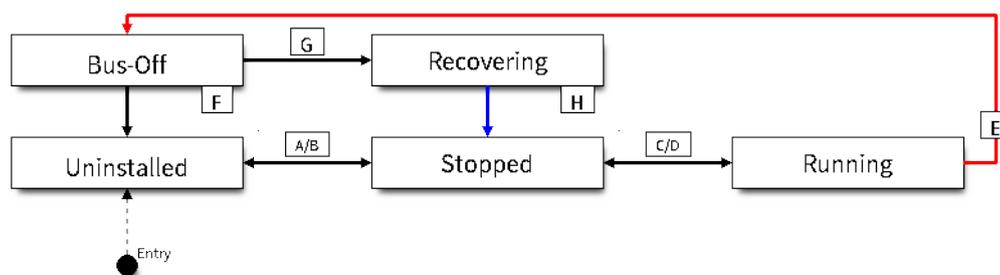 G
Bus-Off
Recovering
F
H
E
A/B
C/D
Uninstalled
Stopped
Running
Entry